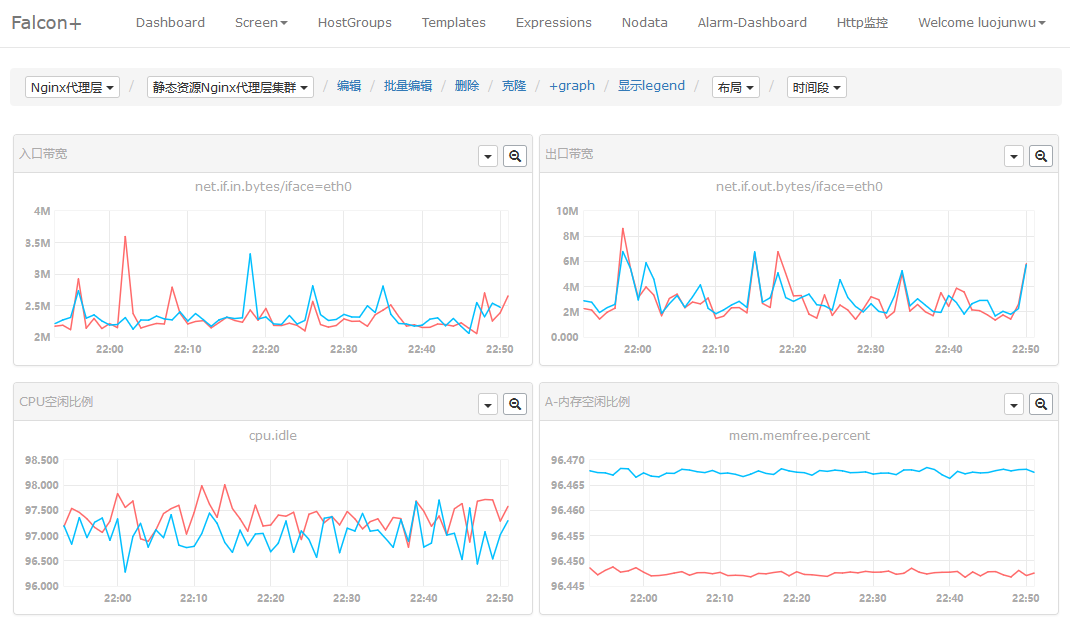 Falcon+ Dashboard Screen HostGroups Templates Expressions Nodata Alarm-Dashboard Http监控 Welcome luojunwu
Nginx代理层 / 静态资源Nginx代理层集群 / 编辑 / 批量编辑 / 删除 / 克隆 / +graph / 显示legend / 布局 / 时间段
入口带宽
net.if.in.bytes/iface=eth0
4M
3.5M
3M
2.5M
2M
22:00 22:10 22:20 22:30 22:40 22:50
出口带宽
net.if.out.bytes/iface=eth0
10M
8M
6M
4M
2M
0.000
22:00 22:10 22:20 22:30 22:40 22:50
CPU空闲比例
cpu.idle
98.500
98.000
97.500
97.000
96.500
96.000
22:00 22:10 22:20 22:30 22:40 22:50
A-内存空闲比例
mem.memfree.percent
96.470
96.465
96.460
96.455
96.450
96.445
22:00 22:10 22:20 22:30 22:40 22:50